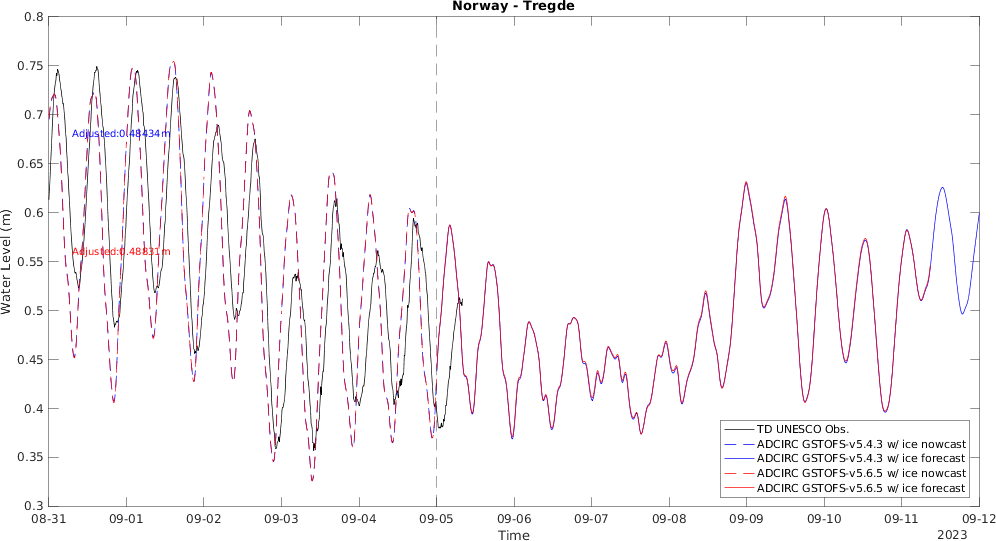 Norway - Tregde
0.8
0.75
0.7
0.65
0.6
0.55
0.5
0.45
0.4
0.35
0.3
Water Level (m)
Adjusted:0.48434m
Adjusted:0.48831m
TD UNESCO Obs.
ADCIRC GSTOFS-v5.4.3 w/ ice nowcast
ADCIRC GSTOFS-v5.4.3 w/ ice forecast
ADCIRC GSTOFS-v5.6.5 w/ ice nowcast
ADCIRC GSTOFS-v5.6.5 w/ ice forecast
08-31 09-01 09-02 09-03 09-04 09-05 09-06 09-07 09-08 09-09 09-10 09-11 09-12
Time
2023